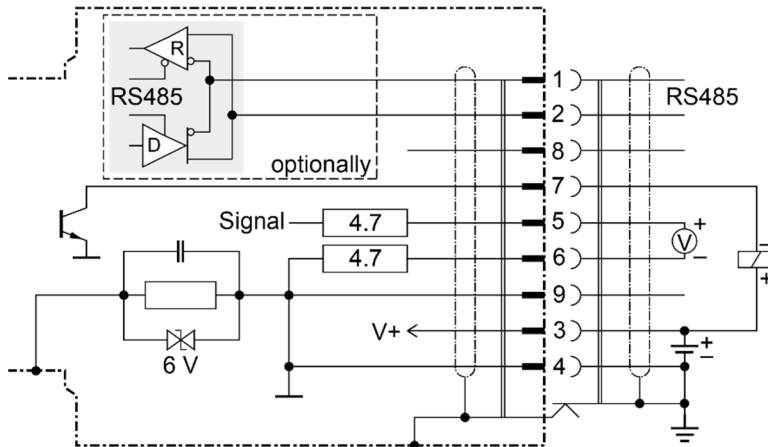 R
RS485
D
optionally
1
RS485
2
8
7
Signal
4.7
5
+
V
−
4.7
6
−
+
9
V+
3
+
−
6 V
4